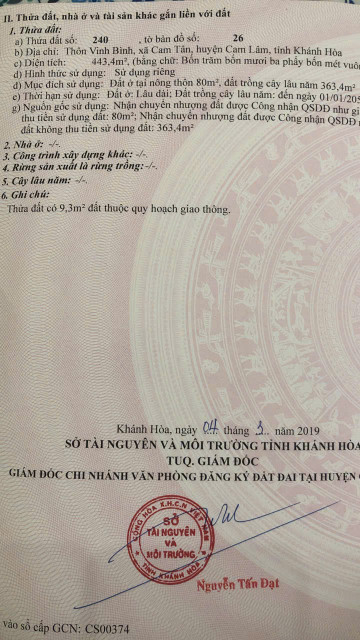 II. Thửa đất, nhà ở và tài sản khác gắn liền với đất
1. Thửa đất:
a) Thửa đất số: 240 , tờ bản đồ số: 26
b) Địa chỉ: Thôn Vinh Bình, xã Cam Tân, huyện Cam Lâm, tỉnh Khánh Hòa
c) Diện tích: 443,4m², (bằng chữ: Bốn trăm bốn mươi ba phẩy bốn mét vuôn
d) Hình thức sử dụng: Sử dụng riêng
đ) Mục đích sử dụng: Đất ở tại nông thôn 80m², đất trồng cây lâu năm 363,4m²
e) Thời hạn sử dụng: Đất ở: Lâu dài; Đất trồng cây lâu năm: đến ngày 01/01/205
g) Nguồn gốc sử dụng: Nhận chuyển nhượng đất được Công nhận QSDĐ như gi
thu tiền sử dụng đất: 80m²; Nhận chuyển nhượng đất được Công nhận QSDĐ
đất không thu tiền sử dụng đất: 363,4m²
2. Nhà ở: -/-.
3. Công trình xây dựng khác: -/-.
4. Rừng sản xuất là rừng trồng: -/-.
5. Cây lâu năm: -/-.
6. Ghi chú:
Thửa đất có 9,3m² đất thuộc quy hoạch giao thông.
Khánh Hòa, ngày 04 tháng 3 năm 2019
SỞ TÀI NGUYÊN VÀ MÔI TRƯỜNG TỈNH KHÁNH HÒA
TUQ. GIÁM ĐỐC
GIÁM ĐỐC CHI NHÁNH VĂN PHÒNG ĐĂNG KÝ ĐẤT ĐAI TẠI HUYỆN
CỘNG HÒA X.H.C.N VIỆT NAM
SỞ
TÀI NGUYÊN
VÀ
MÔI TRƯỜNG
TỈNH KHÁNH HÒA
Nguyễn Tấn Đạt
vào sổ cấp GCN: CS00374